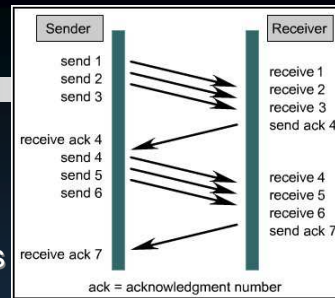 Sender
Receiver
send 1
send 2
send 3
receive 1
receive 2
receive 3
send ack 4
receive ack 4
send 4
send 5
send 6
receive 4
receive 5
receive 6
send ack 7
receive ack 7
ack = acknowledgment number
s